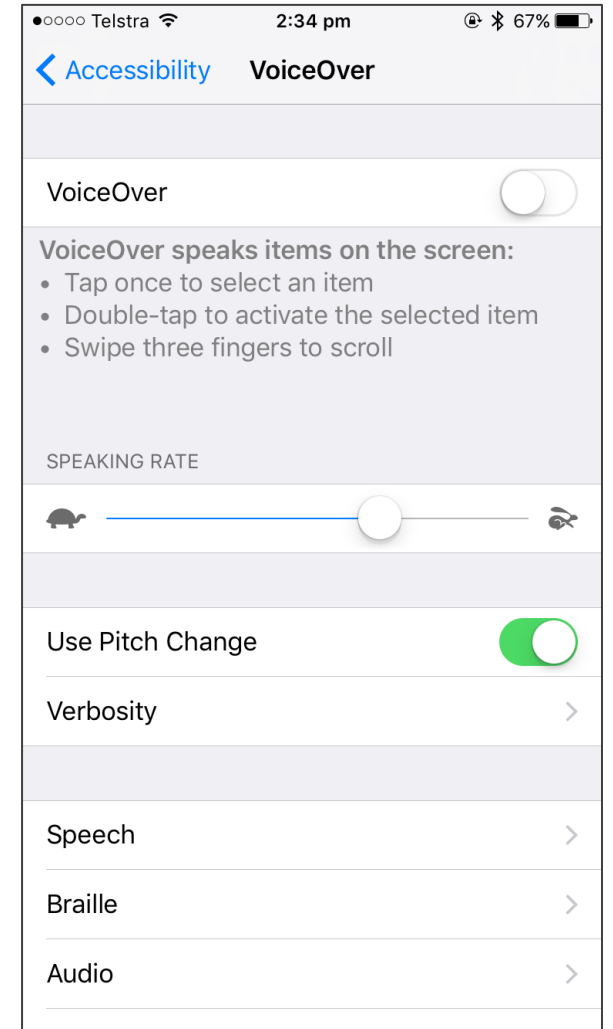 Telstra 2:34 pm 67%
Accessibility VoiceOver
VoiceOver
VoiceOver speaks items on the screen:
• Tap once to select an item
• Double-tap to activate the selected item
• Swipe three fingers to scroll
SPEAKING RATE
Use Pitch Change
Verbosity
Speech
Braille
Audio